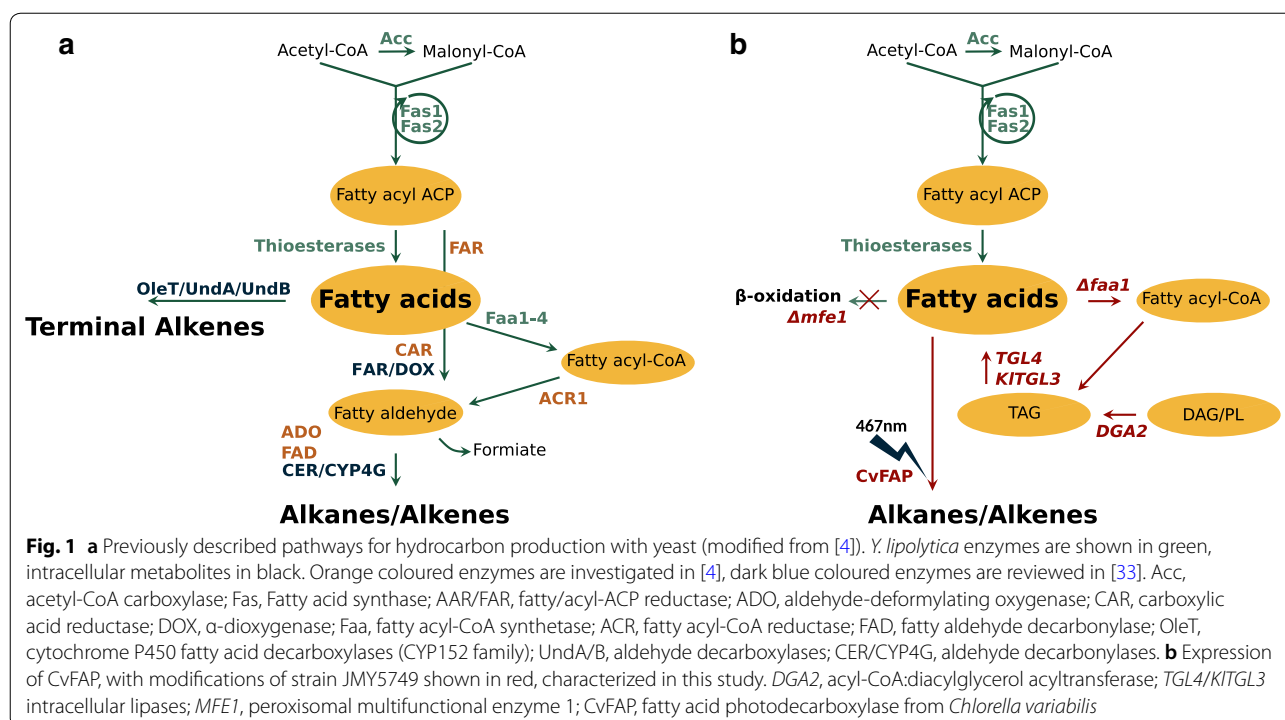 a
Acetyl-CoA
Acc
Malonyl-CoA
Fas1
Fas2
Fatty acyl ACP
Thioesterases
FAR
OleT/UndA/UndB
Fatty acids
Terminal Alkenes
Faa1-4
CAR
FAR/DOX
Fatty acyl-CoA
ACR1
Fatty aldehyde
ADO
FAD
CER/CYP4G
Formiate
Alkanes/Alkenes
b
Acetyl-CoA
Acc
Malonyl-CoA
Fas1
Fas2
Fatty acyl ACP
Thioesterases
β-oxidation
Δmfe1
Fatty acids
Δfaa1
Fatty acyl-CoA
TGL4
KlTGL3
TAG
DGA2
DAG/PL
467nm
CvFAP
Alkanes/Alkenes
Fig. 1 a Previously described pathways for hydrocarbon production with yeast (modified from [4]). Y. lipolytica enzymes are shown in green,
intracellular metabolites in black. Orange coloured enzymes are investigated in [4], dark blue coloured enzymes are reviewed in [33]. Acc,
acetyl-CoA carboxylase; Fas, Fatty acid synthase; AAR/FAR, fatty/acyl-ACP reductase; ADO, aldehyde-deformylating oxygenase; CAR, carboxylic
acid reductase; DOX, α-dioxygenase; Faa, fatty acyl-CoA synthetase; ACR, fatty acyl-CoA reductase; FAD, fatty aldehyde decarbonylase; OleT,
cytochrome P450 fatty acid decarboxylases (CYP152 family); UndA/B, aldehyde decarboxylases; CER/CYP4G, aldehyde decarbonylases. b Expression
of CvFAP, with modifications of strain JMY5749 shown in red, characterized in this study. DGA2, acyl-CoA:diacylglycerol acyltransferase; TGL4/KlTGL3
intracellular lipases; MFE1, peroxisomal multifunctional enzyme 1; CvFAP, fatty acid photodecarboxylase from Chlorella variabilis